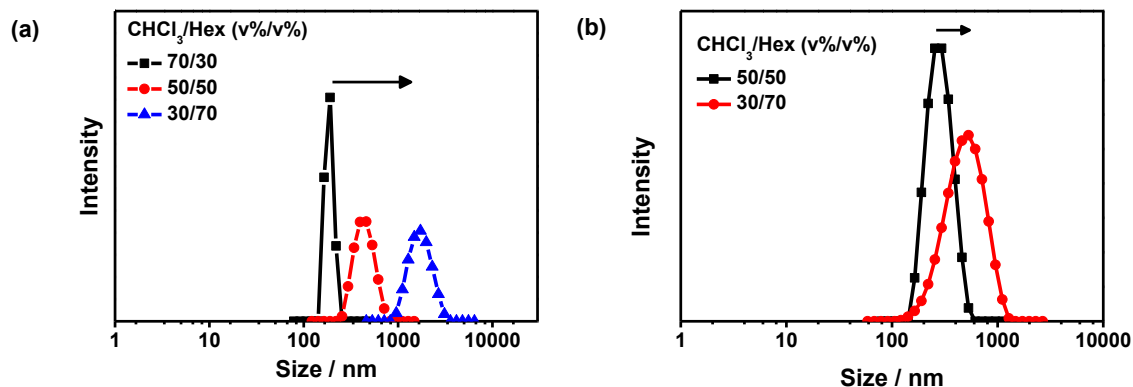 (a)
CHCl₃/Hex (v%/v%)
70/30
50/50
30/70
Intensity
1 10 100 1000 10000
Size / nm
(b)
CHCl₃/Hex (v%/v%)
50/50
30/70
Intensity
1 10 100 1000 10000
Size / nm